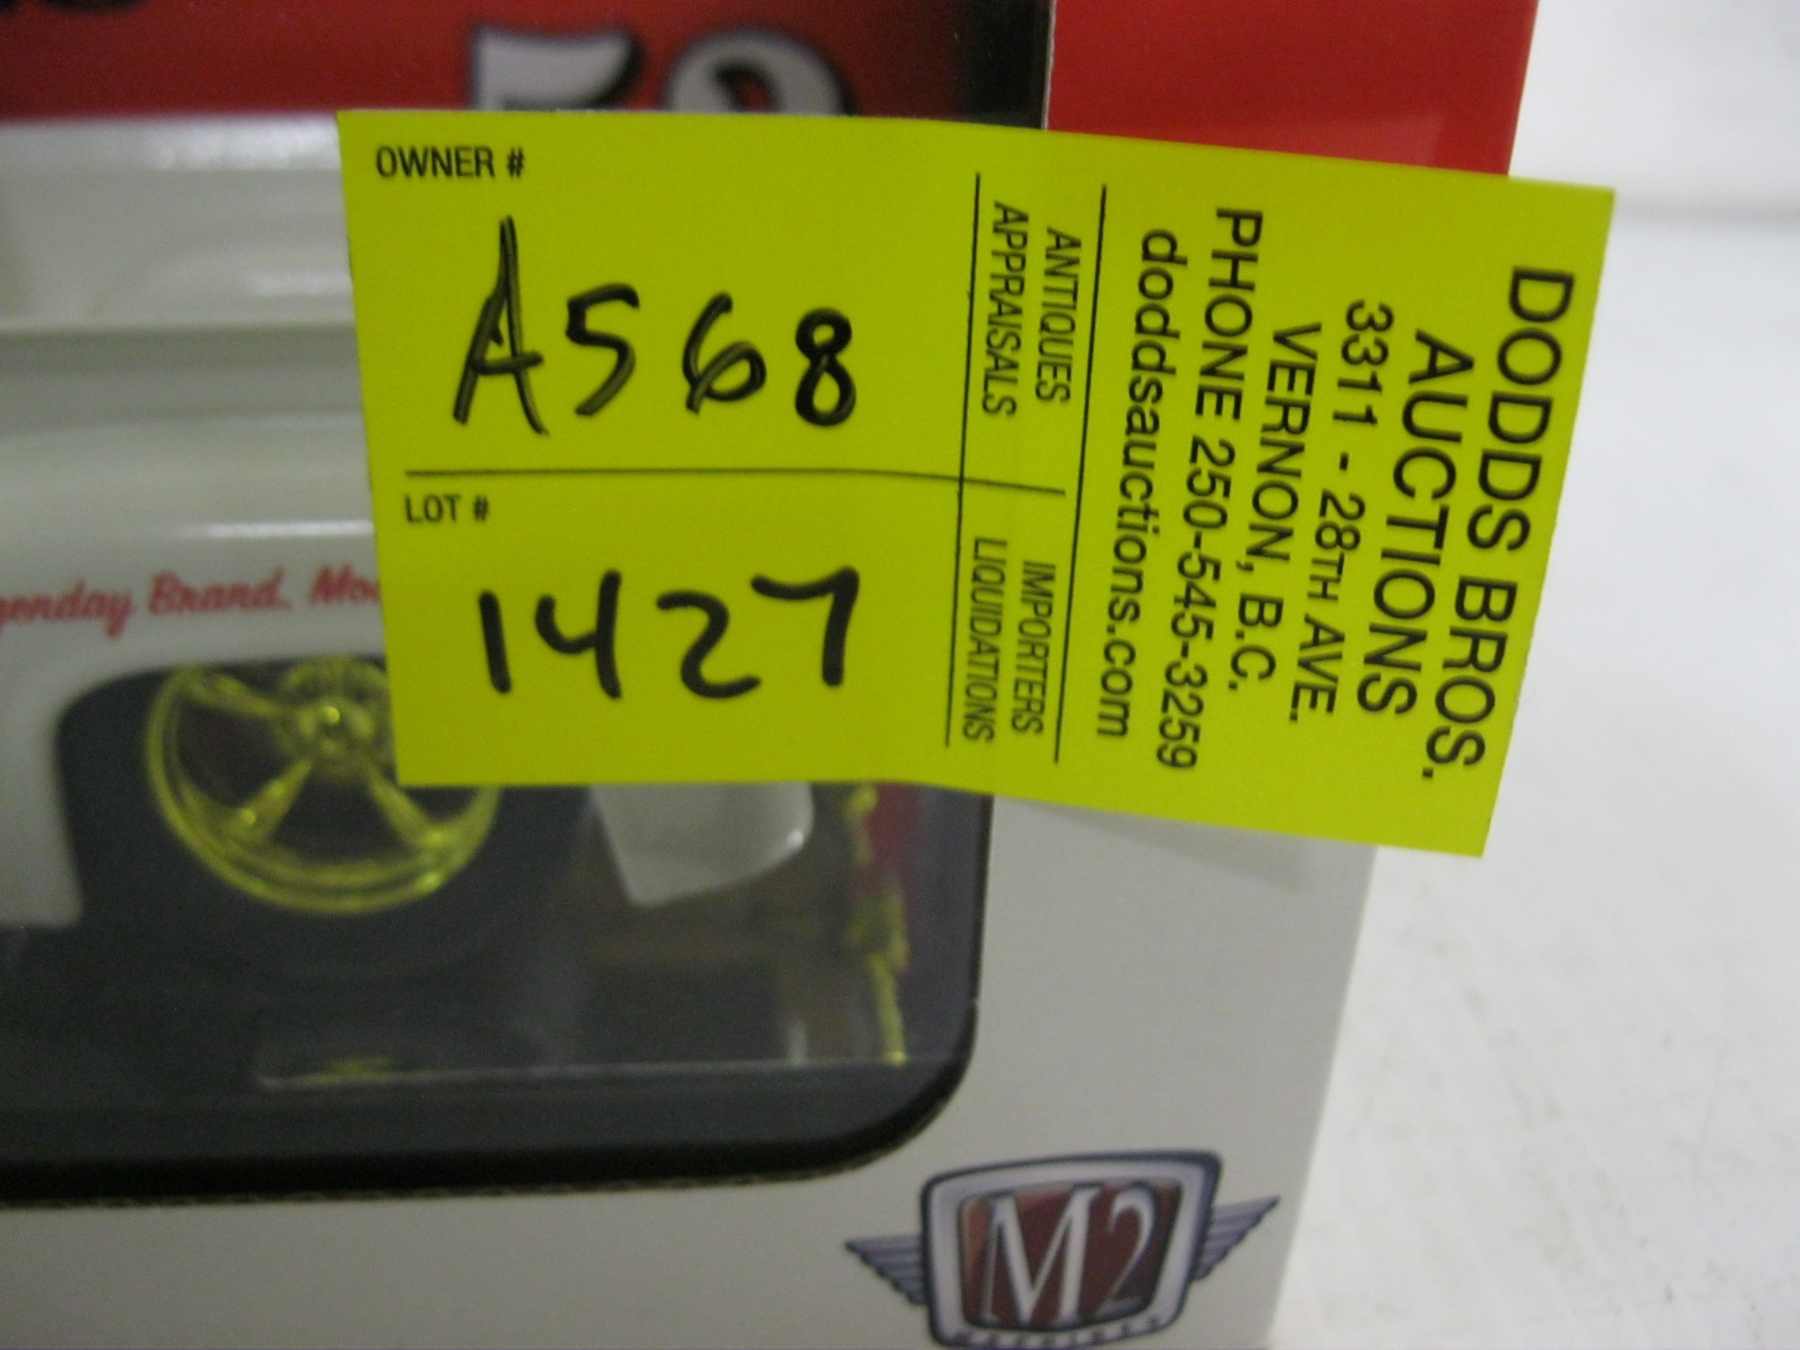 OWNER #
A568
LOT #
1427
ANTIQUES
APPRAISALS
IMPORTERS
LIQUIDATIONS
DODDS BROS.
AUCTIONS
3311 - 28TH AVE.
VERNON, B.C.
PHONE 250-545-3259
doddsauctions.com
Brand.
M2